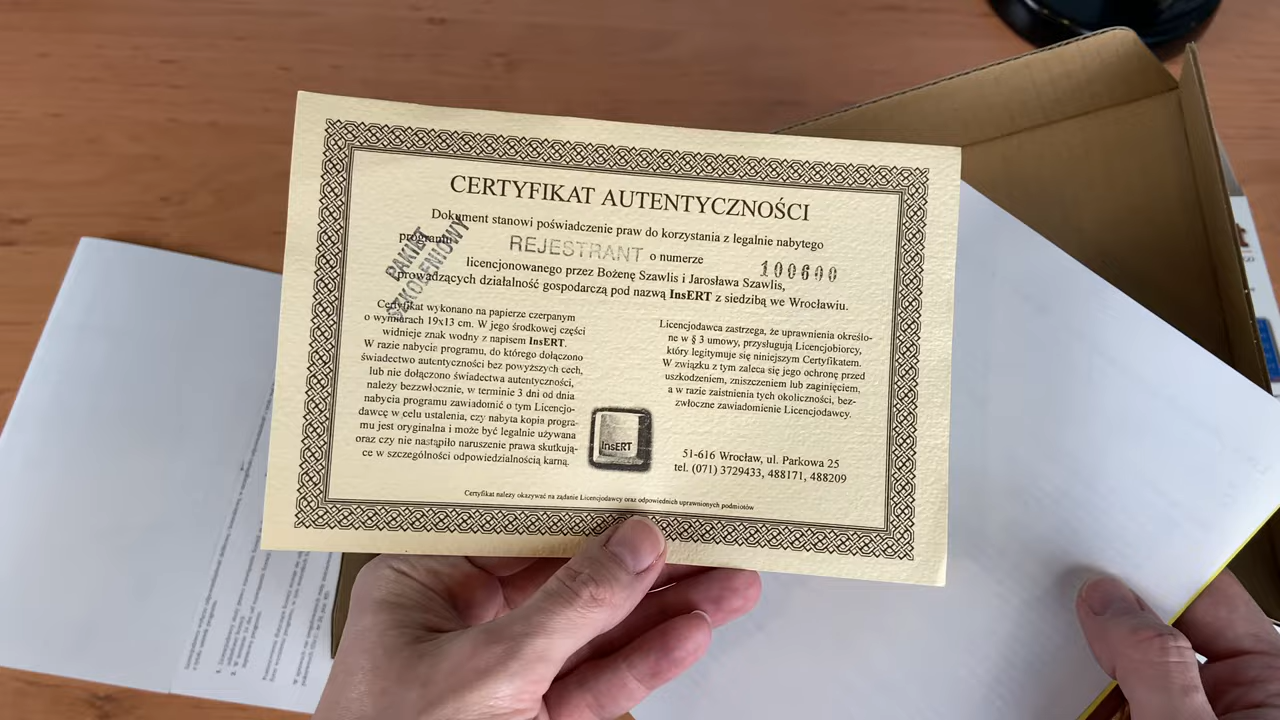 CERTYFIKAT AUTENTYCZNOŚCI
Dokument stanowi poświadczenie praw do korzystania z legalnie nabytego
programu REJESTRANT o numerze 100600
licencjonowanego przez Bożenę Szawlis i Jarosława Szawlis,
prowadzących działalność gospodarczą pod nazwą InsERT z siedzibą we Wrocławiu.
PAKIET
SZKOLENIOWY
Certyfikat wykonano na papierze czerpanym
o wymiarach 19x13 cm. W jego środkowej części
widnieje znak wodny z napisem InsERT.
W razie nabycia programu, do którego dołączono
świadectwo autentyczności bez powyższych cech,
lub nie dołączono świadectwa autentyczności,
należy bezzwłocznie, w terminie 3 dni od dnia
nabycia programu zawiadomić o tym Licencjo-
dawcę w celu ustalenia, czy nabyta kopia progra-
mu jest oryginalna i może być legalnie używana
oraz czy nie nastąpiło naruszenie prawa skutkują-
ce w szczególności odpowiedzialnością karną.
Licencjodawca zastrzega, że uprawnienia określo-
ne w § 3 umowy, przysługują Licencjobiorcy,
który legitymuje się niniejszym Certyfikatem.
W związku z tym zaleca się jego ochronę przed
uszkodzeniem, zniszczeniem lub zaginięciem,
a w razie zaistnienia tych okoliczności, bez-
zwłoczne zawiadomienie Licencjodawcy.
InsERT
51-616 Wrocław, ul. Parkowa 25
tel. (071) 3729433, 488171, 488209
Certyfikat należy okazywać na żądanie Licencjodawcy oraz odpowiednich uprawnionych podmiotów